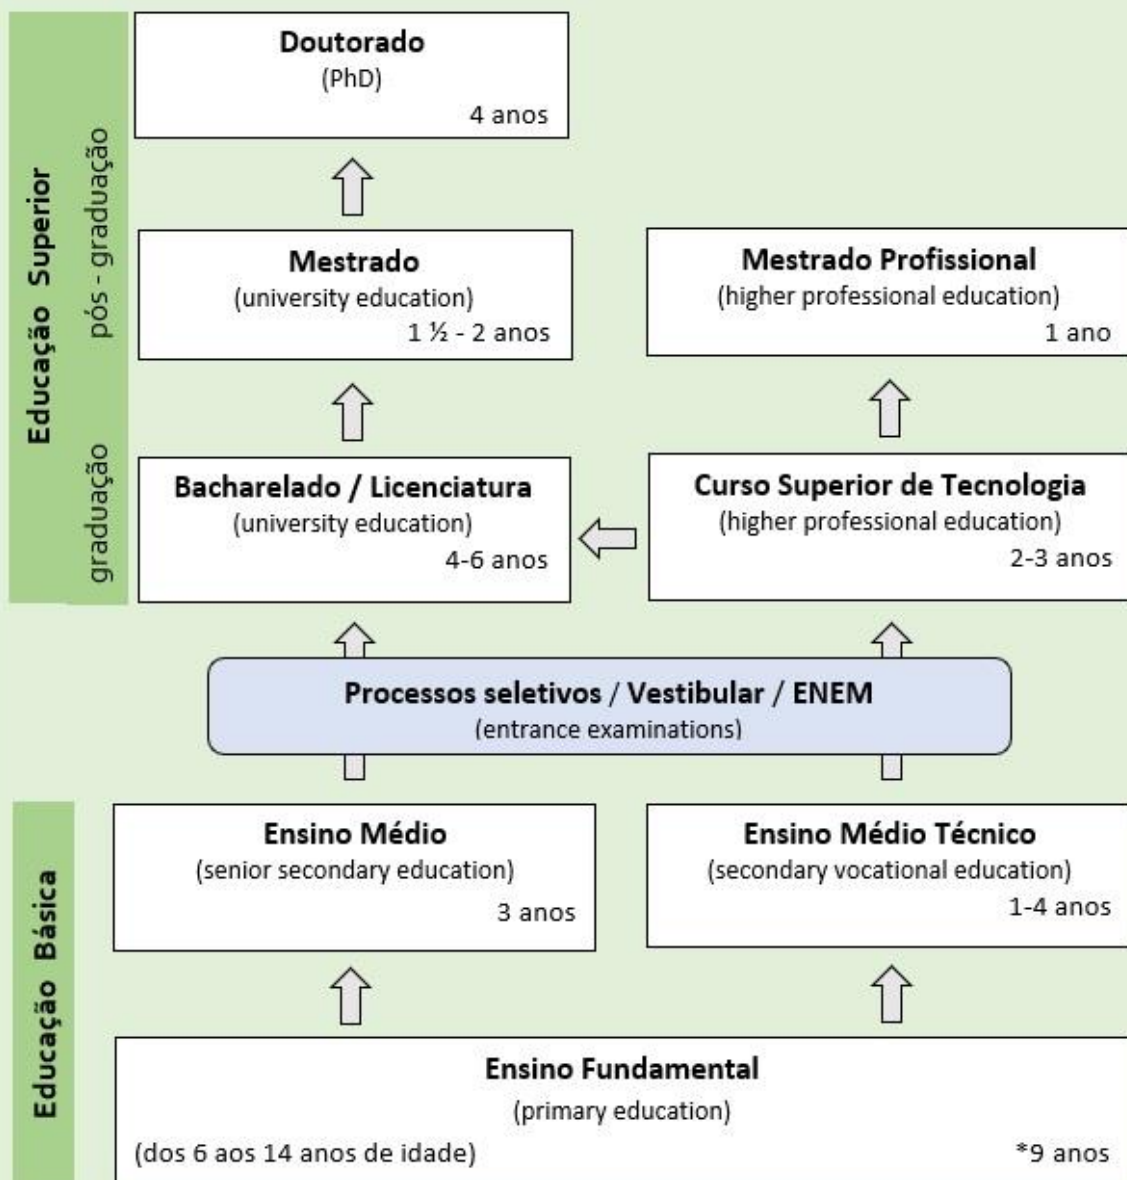 Educação Superior
pós - graduação
graduação
Doutorado
(PhD)
4 anos
Mestrado
(university education)
1 ½ - 2 anos
Mestrado Profissional
(higher professional education)
1 ano
Bacharelado / Licenciatura
(university education)
4-6 anos
Curso Superior de Tecnologia
(higher professional education)
2-3 anos
Processos seletivos / Vestibular / ENEM
(entrance examinations)
Educação Básica
Ensino Médio
(senior secondary education)
3 anos
Ensino Médio Técnico
(secondary vocational education)
1-4 anos
Ensino Fundamental
(primary education)
(dos 6 aos 14 anos de idade) *9 anos